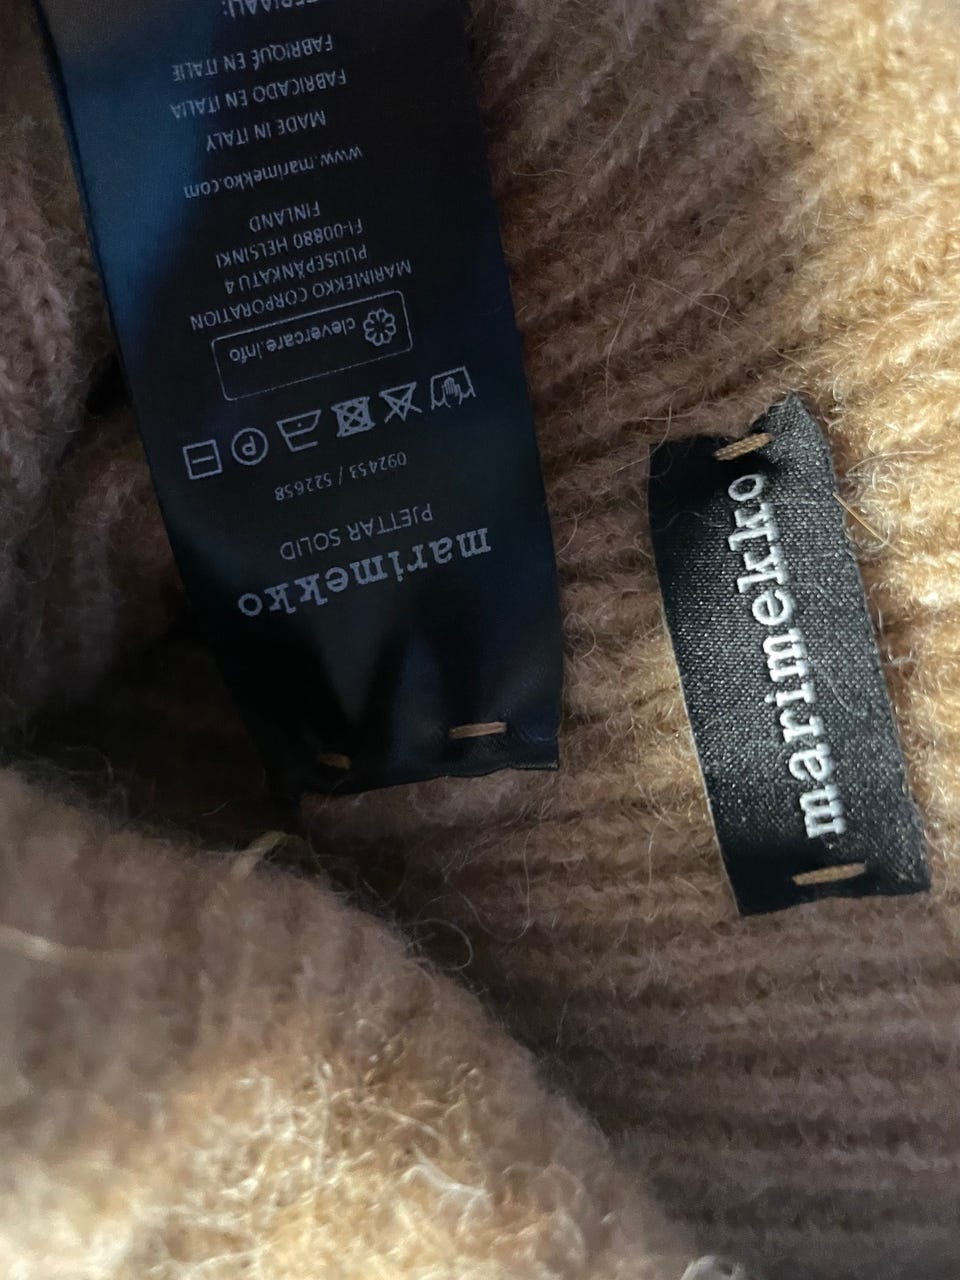 marimekko
PJETTAR SOLID
092453 / 522658
clevercare.info
MARIMEKKO CORPORATION
PUUSEPÄNKATU 4
FI-00880 HELSINKI
FINLAND
www.marimekko.com
MADE IN ITALY
FABRICADO EN ITALIA
FABRIQUÉ EN ITALIE
marimekko